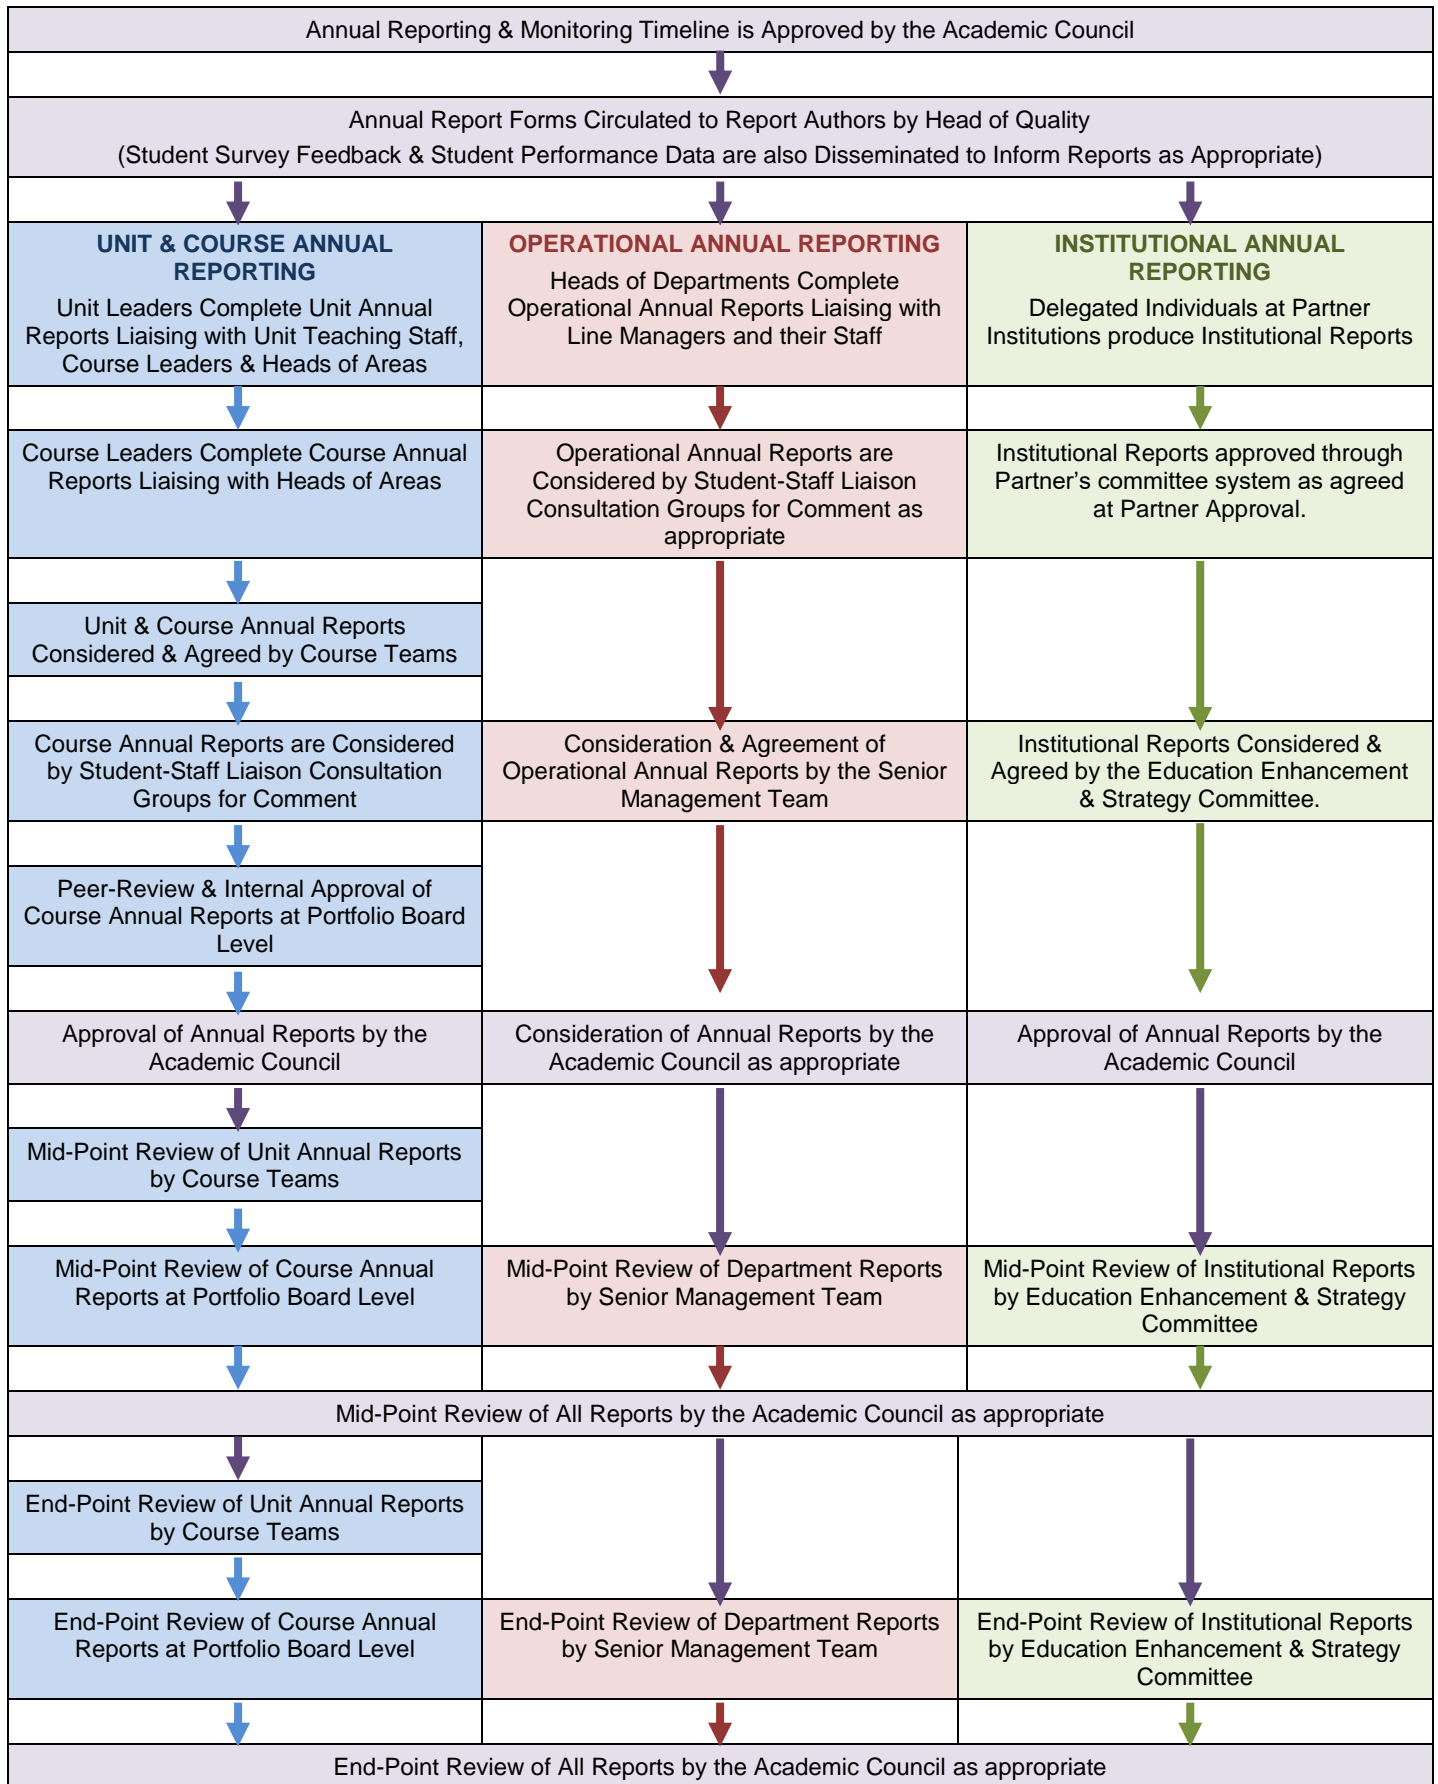 Annual Reporting & Monitoring Timeline is Approved by the Academic Council
Annual Report Forms Circulated to Report Authors by Head of Quality
(Student Survey Feedback & Student Performance Data are also Disseminated to Inform Reports as Appropriate)
UNIT & COURSE ANNUAL
REPORTING
Unit Leaders Complete Unit Annual
Reports Liaising with Unit Teaching Staff,
Course Leaders & Heads of Areas
OPERATIONAL ANNUAL REPORTING
Heads of Departments Complete
Operational Annual Reports Liaising with
Line Managers and their Staff
INSTITUTIONAL ANNUAL
REPORTING
Delegated Individuals at Partner
Institutions produce Institutional Reports
Course Leaders Complete Course Annual
Reports Liaising with Heads of Areas
Operational Annual Reports are
Considered by Student-Staff Liaison
Consultation Groups for Comment as
appropriate
Institutional Reports approved through
Partner's committee system as agreed
at Partner Approval.
Unit & Course Annual Reports
Considered & Agreed by Course Teams
Course Annual Reports are Considered
by Student-Staff Liaison Consultation
Groups for Comment
Consideration & Agreement of
Operational Annual Reports by the Senior
Management Team
Institutional Reports Considered &
Agreed by the Education Enhancement
& Strategy Committee.
Peer-Review & Internal Approval of
Course Annual Reports at Portfolio Board
Level
Approval of Annual Reports by the
Academic Council
Consideration of Annual Reports by the
Academic Council as appropriate
Approval of Annual Reports by the
Academic Council
Mid-Point Review of Unit Annual Reports
by Course Teams
Mid-Point Review of Course Annual
Reports at Portfolio Board Level
Mid-Point Review of Department Reports
by Senior Management Team
Mid-Point Review of Institutional Reports
by Education Enhancement & Strategy
Committee
Mid-Point Review of All Reports by the Academic Council as appropriate
End-Point Review of Unit Annual Reports
by Course Teams
End-Point Review of Course Annual
Reports at Portfolio Board Level
End-Point Review of Department Reports
by Senior Management Team
End-Point Review of Institutional Reports
by Education Enhancement & Strategy
Committee
End-Point Review of All Reports by the Academic Council as appropriate